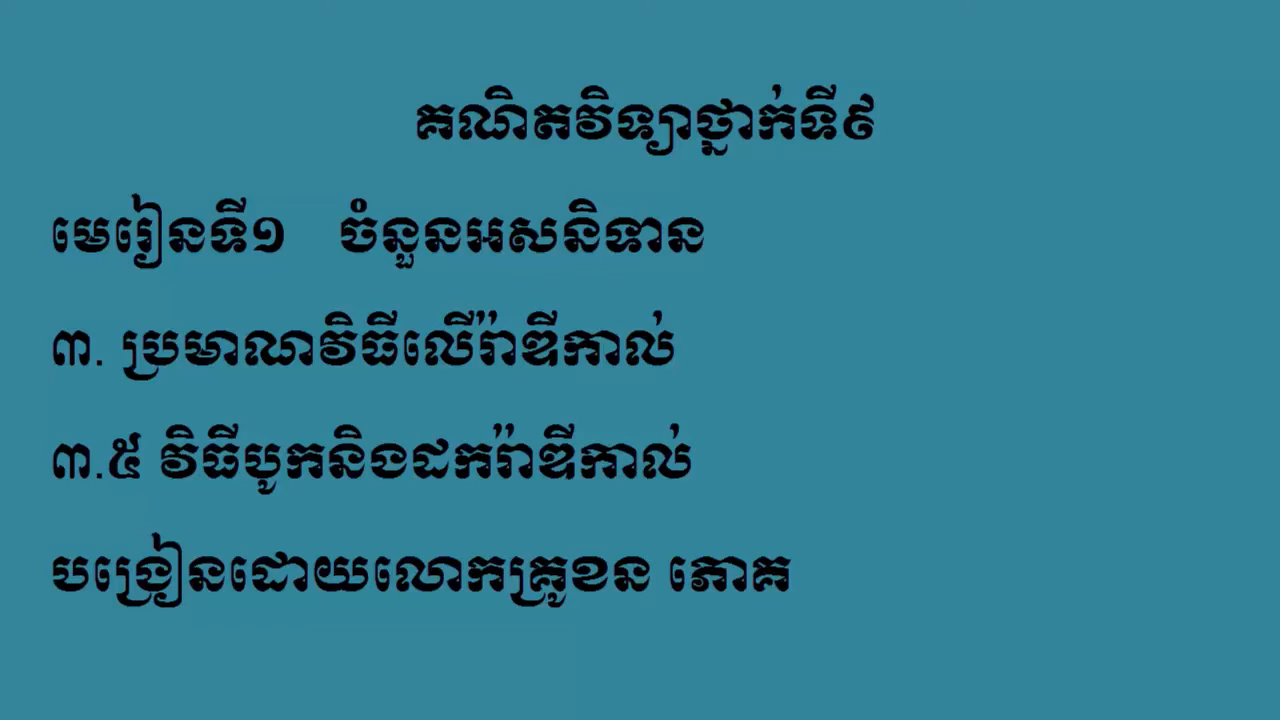 គណិតវិទ្យាថ្នាក់ទី៩
មេរៀនទី១ ចំនួនអសនិទាន
៣. ប្រមាណវិធីលើរ៉ាឌីកាល់
៣.៥ វិធីបូកនិងដករ៉ាឌីកាល់
បង្រៀនដោយលោកគ្រូខន ភោគ